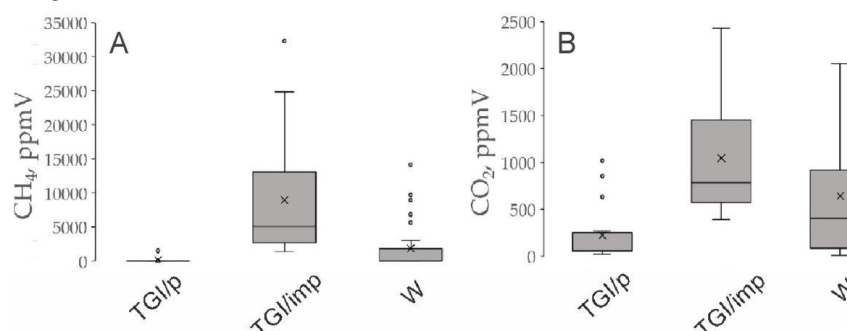 A
CH₄, ppmV
35000
30000
25000
20000
15000
10000
5000
0
TGI/p
TGI/imp
W
B
CO₂, ppmV
2500
2000
1500
1000
500
0
TGI/p
TGI/imp
W